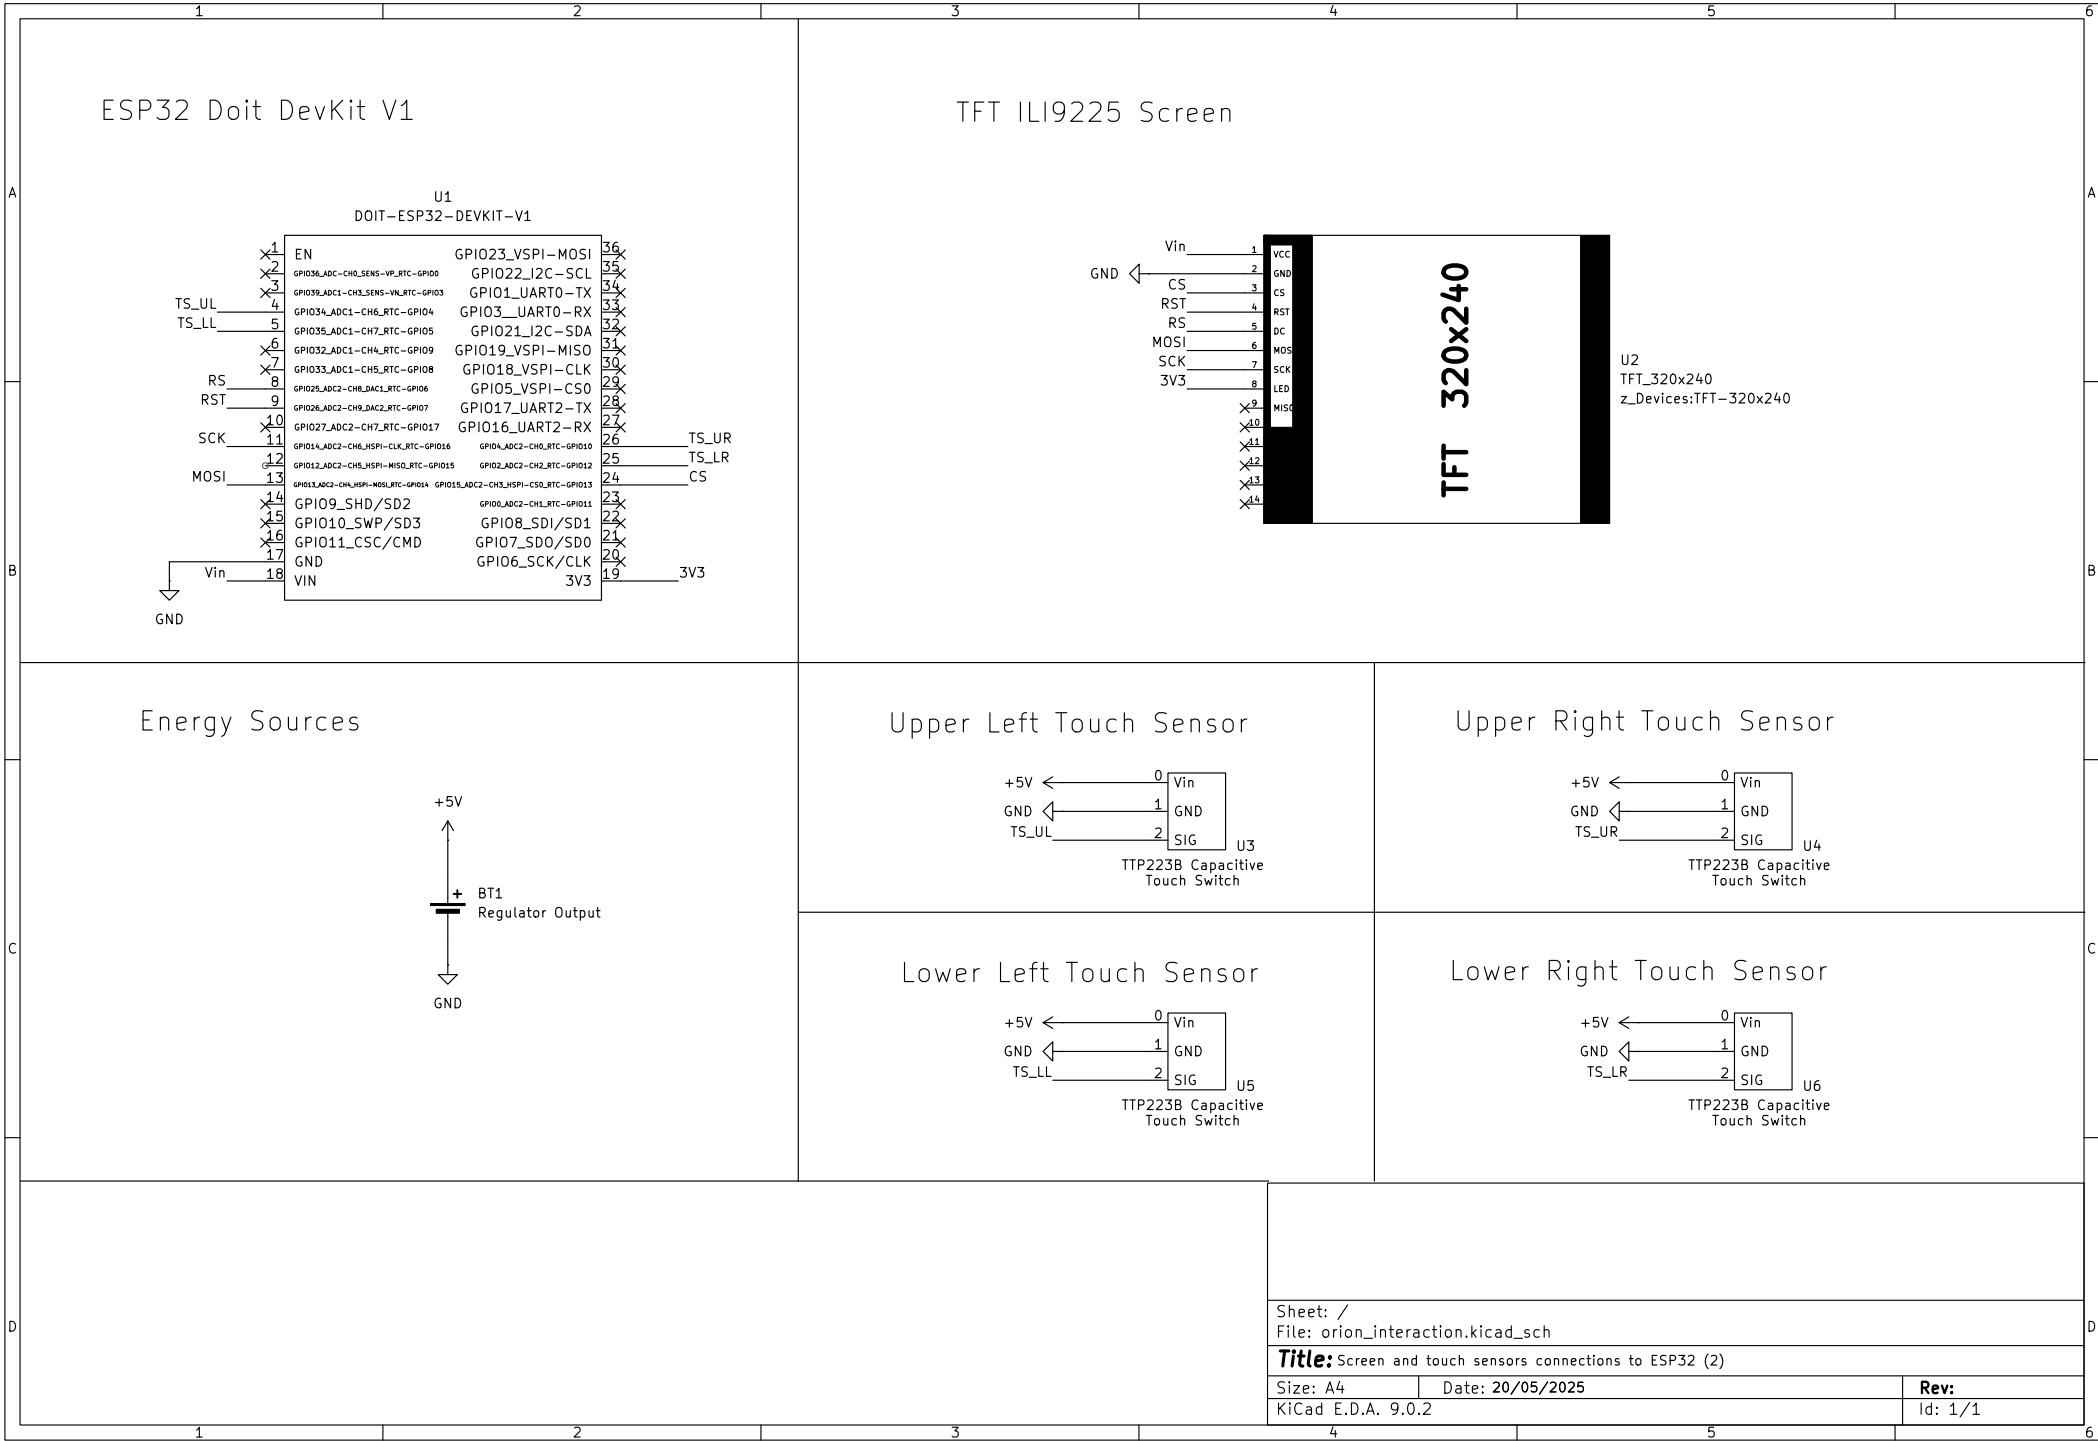 1 2 3 4 5 6
A
B
C
D
A
B
C
D
ESP32 Doit DevKit V1
U1
DOIT-ESP32-DEVKIT-V1
1 EN
2 GPIO36_ADC-CH0_SENS-VP_RTC-GPIO0
3 GPIO39_ADC1-CH3_SENS-VN_RTC-GPIO3
TS_UL 4 GPIO34_ADC1-CH6_RTC-GPIO4
TS_LL 5 GPIO35_ADC1-CH7_RTC-GPIO5
6 GPIO32_ADC1-CH4_RTC-GPIO9
7 GPIO33_ADC1-CH5_RTC-GPIO8
RS 8 GPIO25_ADC2-CH8_DAC1_RTC-GPIO6
RST 9 GPIO26_ADC2-CH9_DAC2_RTC-GPIO7
10 GPIO27_ADC2-CH7_RTC-GPIO17
SCK 11 GPIO14_ADC2-CH6_HSPI-CLK_RTC-GPIO16
12 GPIO12_ADC2-CH5_HSPI-MISO_RTC-GPIO15
MOSI 13 GPIO13_ADC2-CH4_HSPI-MOSI_RTC-GPIO14
14 GPIO9_SHD/SD2
15 GPIO10_SWP/SD3
16 GPIO11_CSC/CMD
17 GND
Vin 18 VIN
GND
GPIO23_VSPI-MOSI 36
GPIO22_I2C-SCL 35
GPIO1_UART0-TX 34
GPIO3__UART0-RX 33
GPIO21_I2C-SDA 32
GPIO19_VSPI-MISO 31
GPIO18_VSPI-CLK 30
GPIO5_VSPI-CS0 29
GPIO17_UART2-TX 28
GPIO16_UART2-RX 27
GPIO4_ADC2-CH0_RTC-GPIO10 26 TS_UR
GPIO2_ADC2-CH2_RTC-GPIO12 25 TS_LR
GPIO15_ADC2-CH3_HSPI-CS0_RTC-GPIO13 24 CS
GPIO0_ADC2-CH1_RTC-GPIO11 23
GPIO8_SDI/SD1 22
GPIO7_SDO/SD0 21
GPIO6_SCK/CLK 20
3V3 19 3V3
TFT ILI9225 Screen
Vin 1 VCC
GND 2 GND
CS 3 CS
RST 4 RST
RS 5 DC
MOSI 6 MOS
SCK 7 SCK
3V3 8 LED
9 MISO
10
11
12
13
14
TFT 320x240
U2
TFT_320x240
z_Devices:TFT-320x240
Energy Sources
+5V
+ BT1
Regulator Output
GND
Upper Left Touch Sensor
+5V 0 Vin
GND 1 GND
TS_UL 2 SIG
U3
TTP223B Capacitive
Touch Switch
Upper Right Touch Sensor
+5V 0 Vin
GND 1 GND
TS_UR 2 SIG
U4
TTP223B Capacitive
Touch Switch
Lower Left Touch Sensor
+5V 0 Vin
GND 1 GND
TS_LL 2 SIG
U5
TTP223B Capacitive
Touch Switch
Lower Right Touch Sensor
+5V 0 Vin
GND 1 GND
TS_LR 2 SIG
U6
TTP223B Capacitive
Touch Switch
Sheet: /
File: orion_interaction.kicad_sch
Title: Screen and touch sensors connections to ESP32 (2)
Size: A4 Date: 20/05/2025 Rev:
KiCad E.D.A. 9.0.2 Id: 1/1
1 2 3 4 5 6